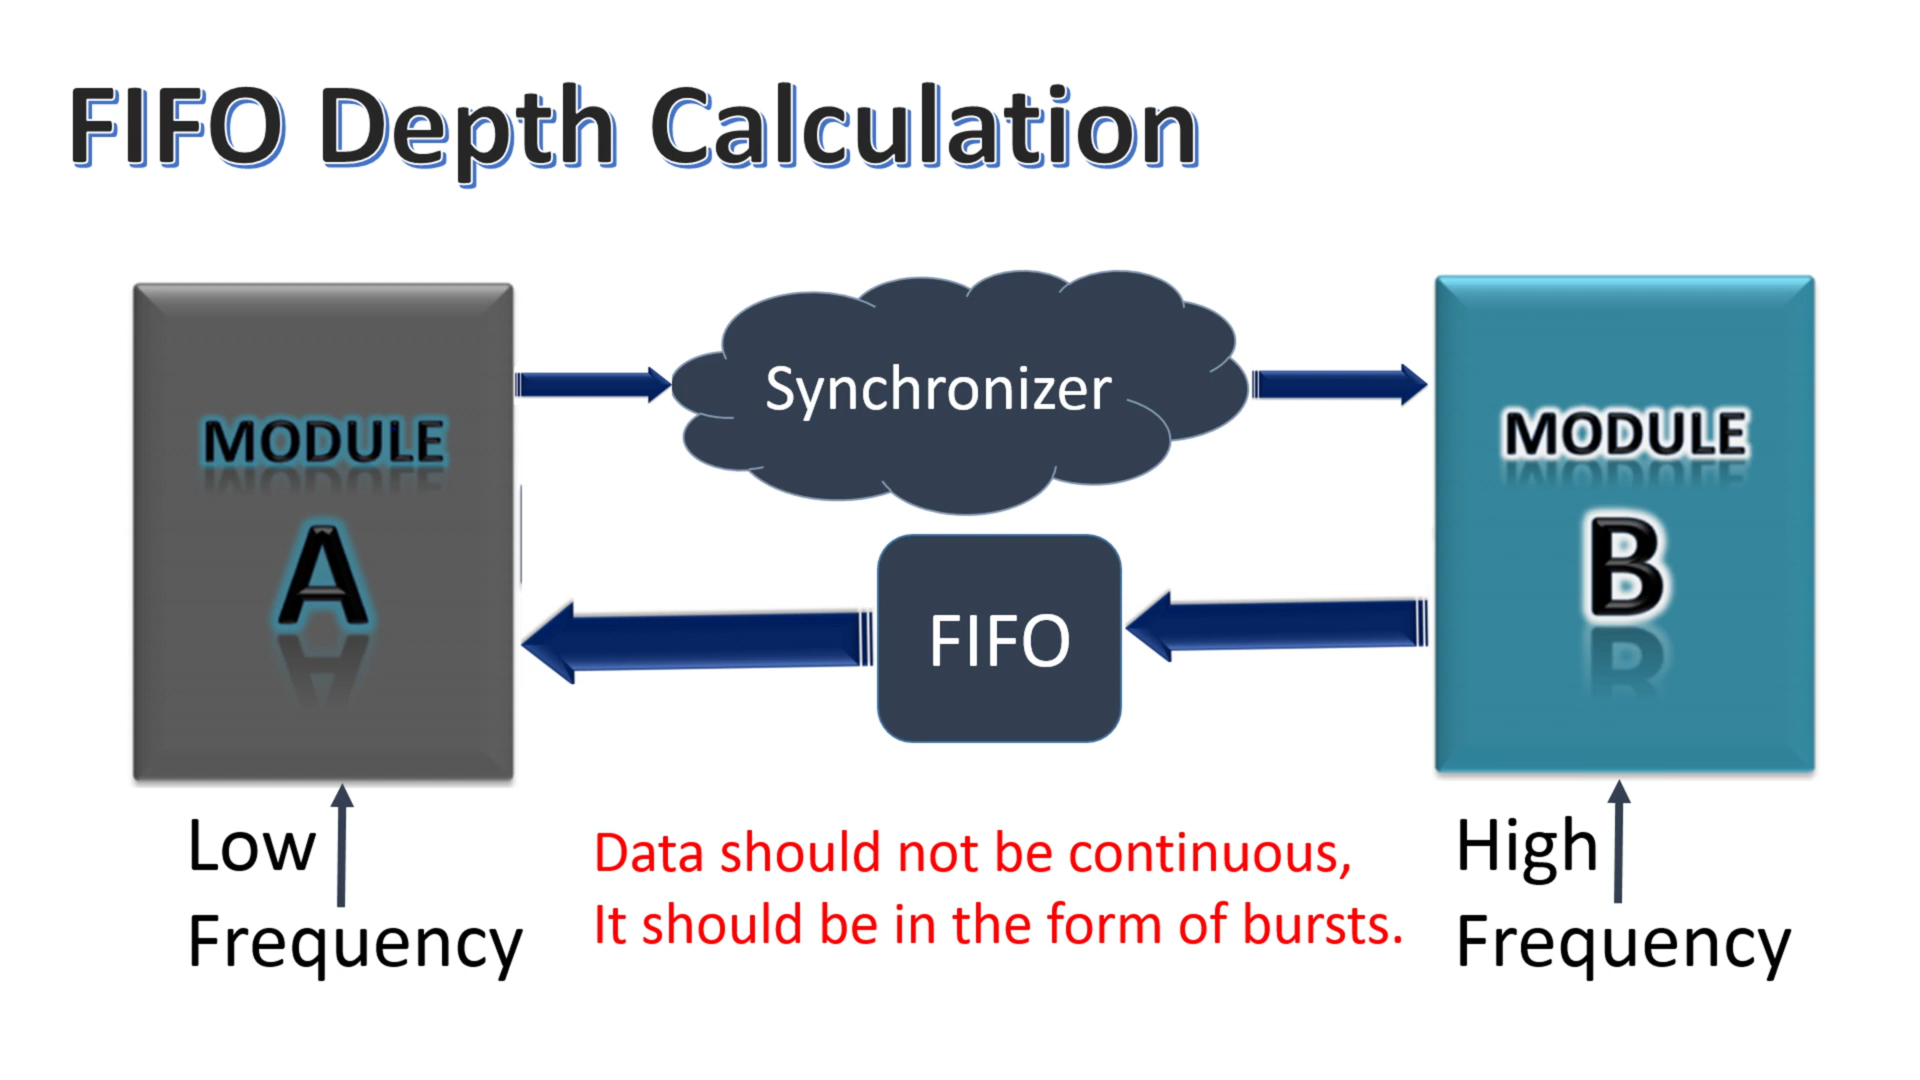 FIFO Depth Calculation
MODULE
A
Synchronizer
MODULE
B
FIFO
Low
Frequency
Data should not be continuous,
It should be in the form of bursts.
High
Frequency